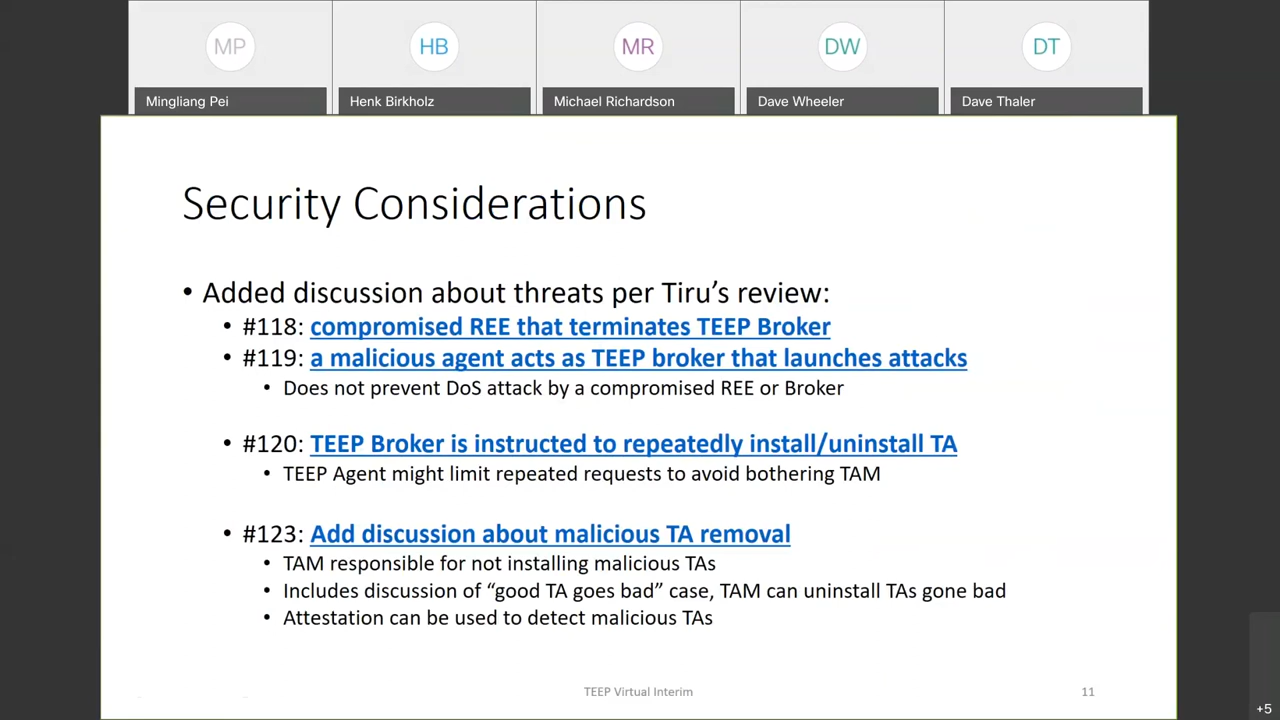 MP
HB
MR
DW
DT
Mingliang Pei
Henk Birkholz
Michael Richardson
Dave Wheeler
Dave Thaler
Security Considerations
• Added discussion about threats per Tiru’s review:
• #118: compromised REE that terminates TEEP Broker
• #119: a malicious agent acts as TEEP broker that launches attacks
• Does not prevent DoS attack by a compromised REE or Broker
• #120: TEEP Broker is instructed to repeatedly install/uninstall TA
• TEEP Agent might limit repeated requests to avoid bothering TAM
• #123: Add discussion about malicious TA removal
• TAM responsible for not installing malicious TAs
• Includes discussion of “good TA goes bad” case, TAM can uninstall TAs gone bad
• Attestation can be used to detect malicious TAs
TEEP Virtual Interim
11
+5